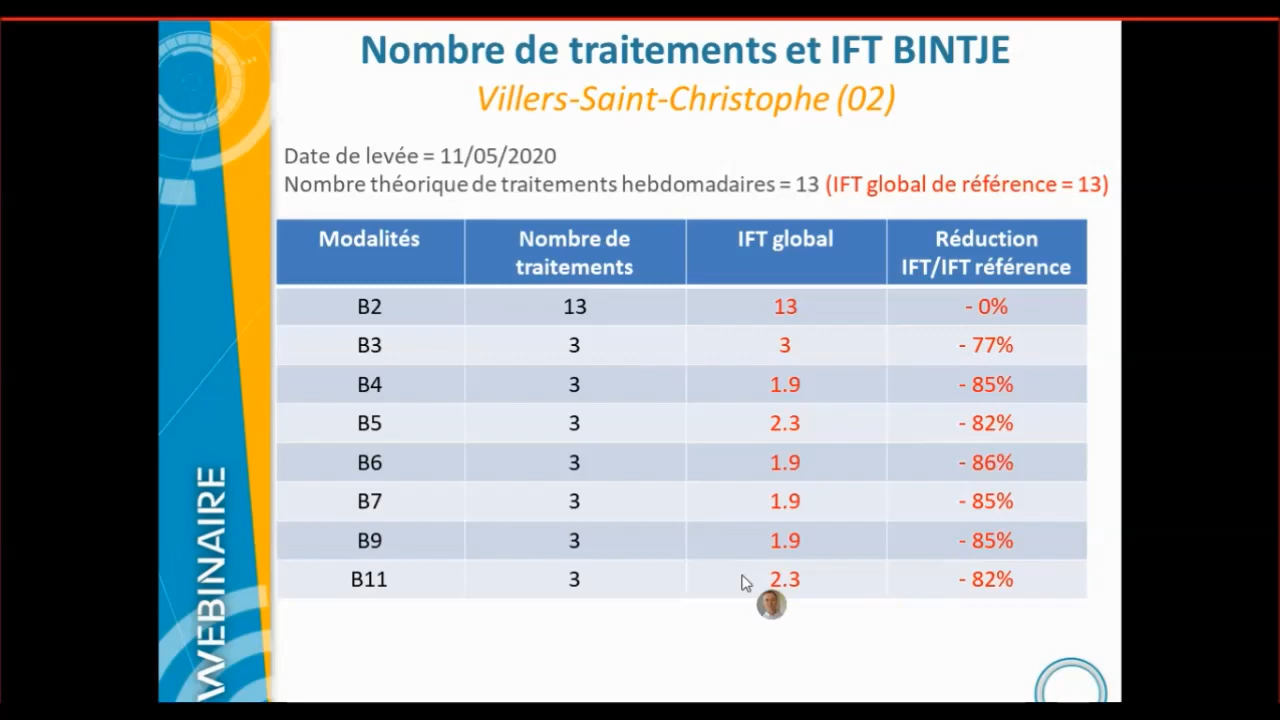 Nombre de traitements et IFT BINTJE
Villers-Saint-Christophe (02)
Date de levée = 11/05/2020
Nombre théorique de traitements hebdomadaires = 13 (IFT global de référence = 13)
Modalités Nombre de traitements IFT global Réduction IFT/IFT référence
B2 13 13 - 0%
B3 3 3 - 77%
B4 3 1.9 - 85%
B5 3 2.3 - 82%
B6 3 1.9 - 86%
B7 3 1.9 - 85%
B9 3 1.9 - 85%
B11 3 2.3 - 82%
WEBINAIRE